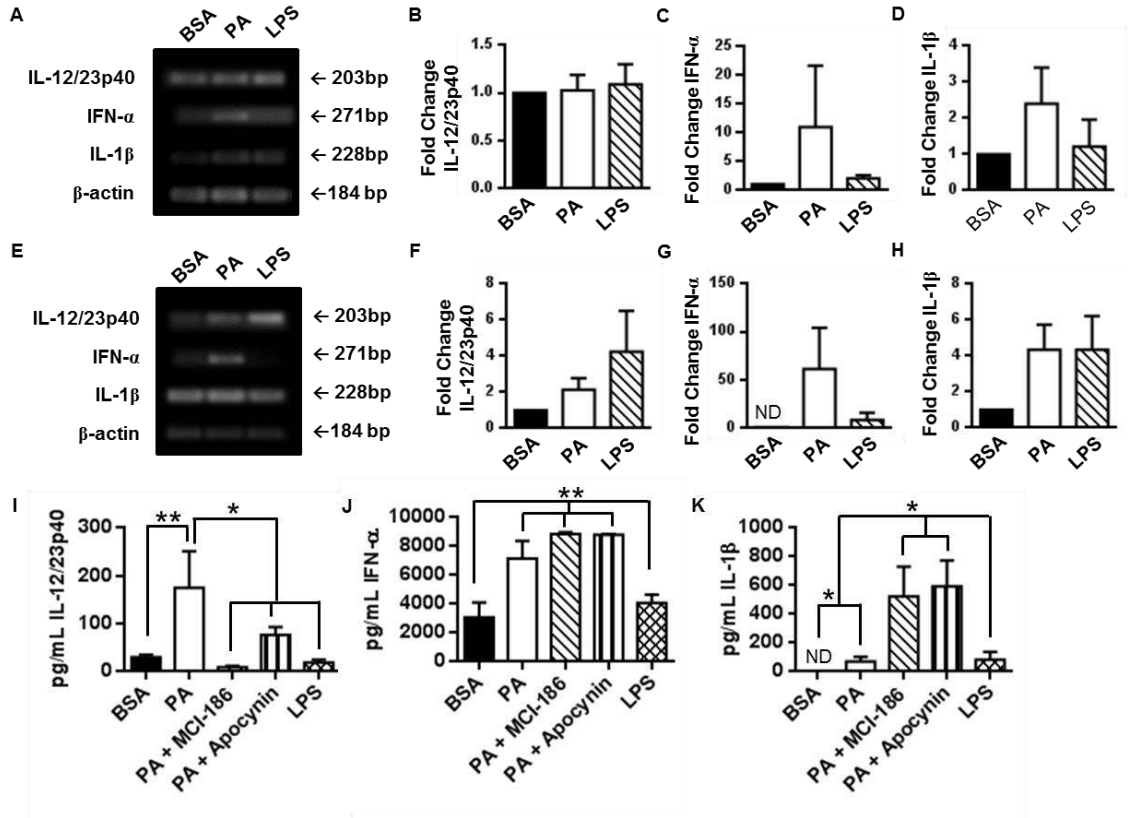 A
BSA PA LPS
IL-12/23p40 ← 203bp
IFN-α ← 271bp
IL-1β ← 228bp
β-actin ← 184 bp
B
Fold Change
IL-12/23p40
1.5
1.0
0.5
0.0
BSA PA LPS
C
Fold Change IFN-α
25
20
15
10
5
0
BSA PA LPS
D
Fold Change IL-1β
4
3
2
1
0
BSA PA LPS
E
BSA PA LPS
IL-12/23p40 ← 203bp
IFN-α ← 271bp
IL-1β ← 228bp
β-actin ← 184 bp
F
Fold Change
IL-12/23p40
8
6
4
2
0
BSA PA LPS
G
Fold Change IFN-α
150
100
50
0
ND
BSA PA LPS
H
Fold Change IL-1β
8
6
4
2
0
BSA PA LPS
I
pg/mL IL-12/23p40
300
200
100
0
** *
BSA PA PA + MCI-186 PA + Apocynin LPS
J
pg/mL IFN-α.
10000
8000
6000
4000
2000
0
**
BSA PA PA + MCI-186 PA + Apocynin LPS
K
pg/mL IL-1β
1000
800
600
400
200
0
*
*
ND
BSA PA PA + MCI-186 PA + Apocynin LPS